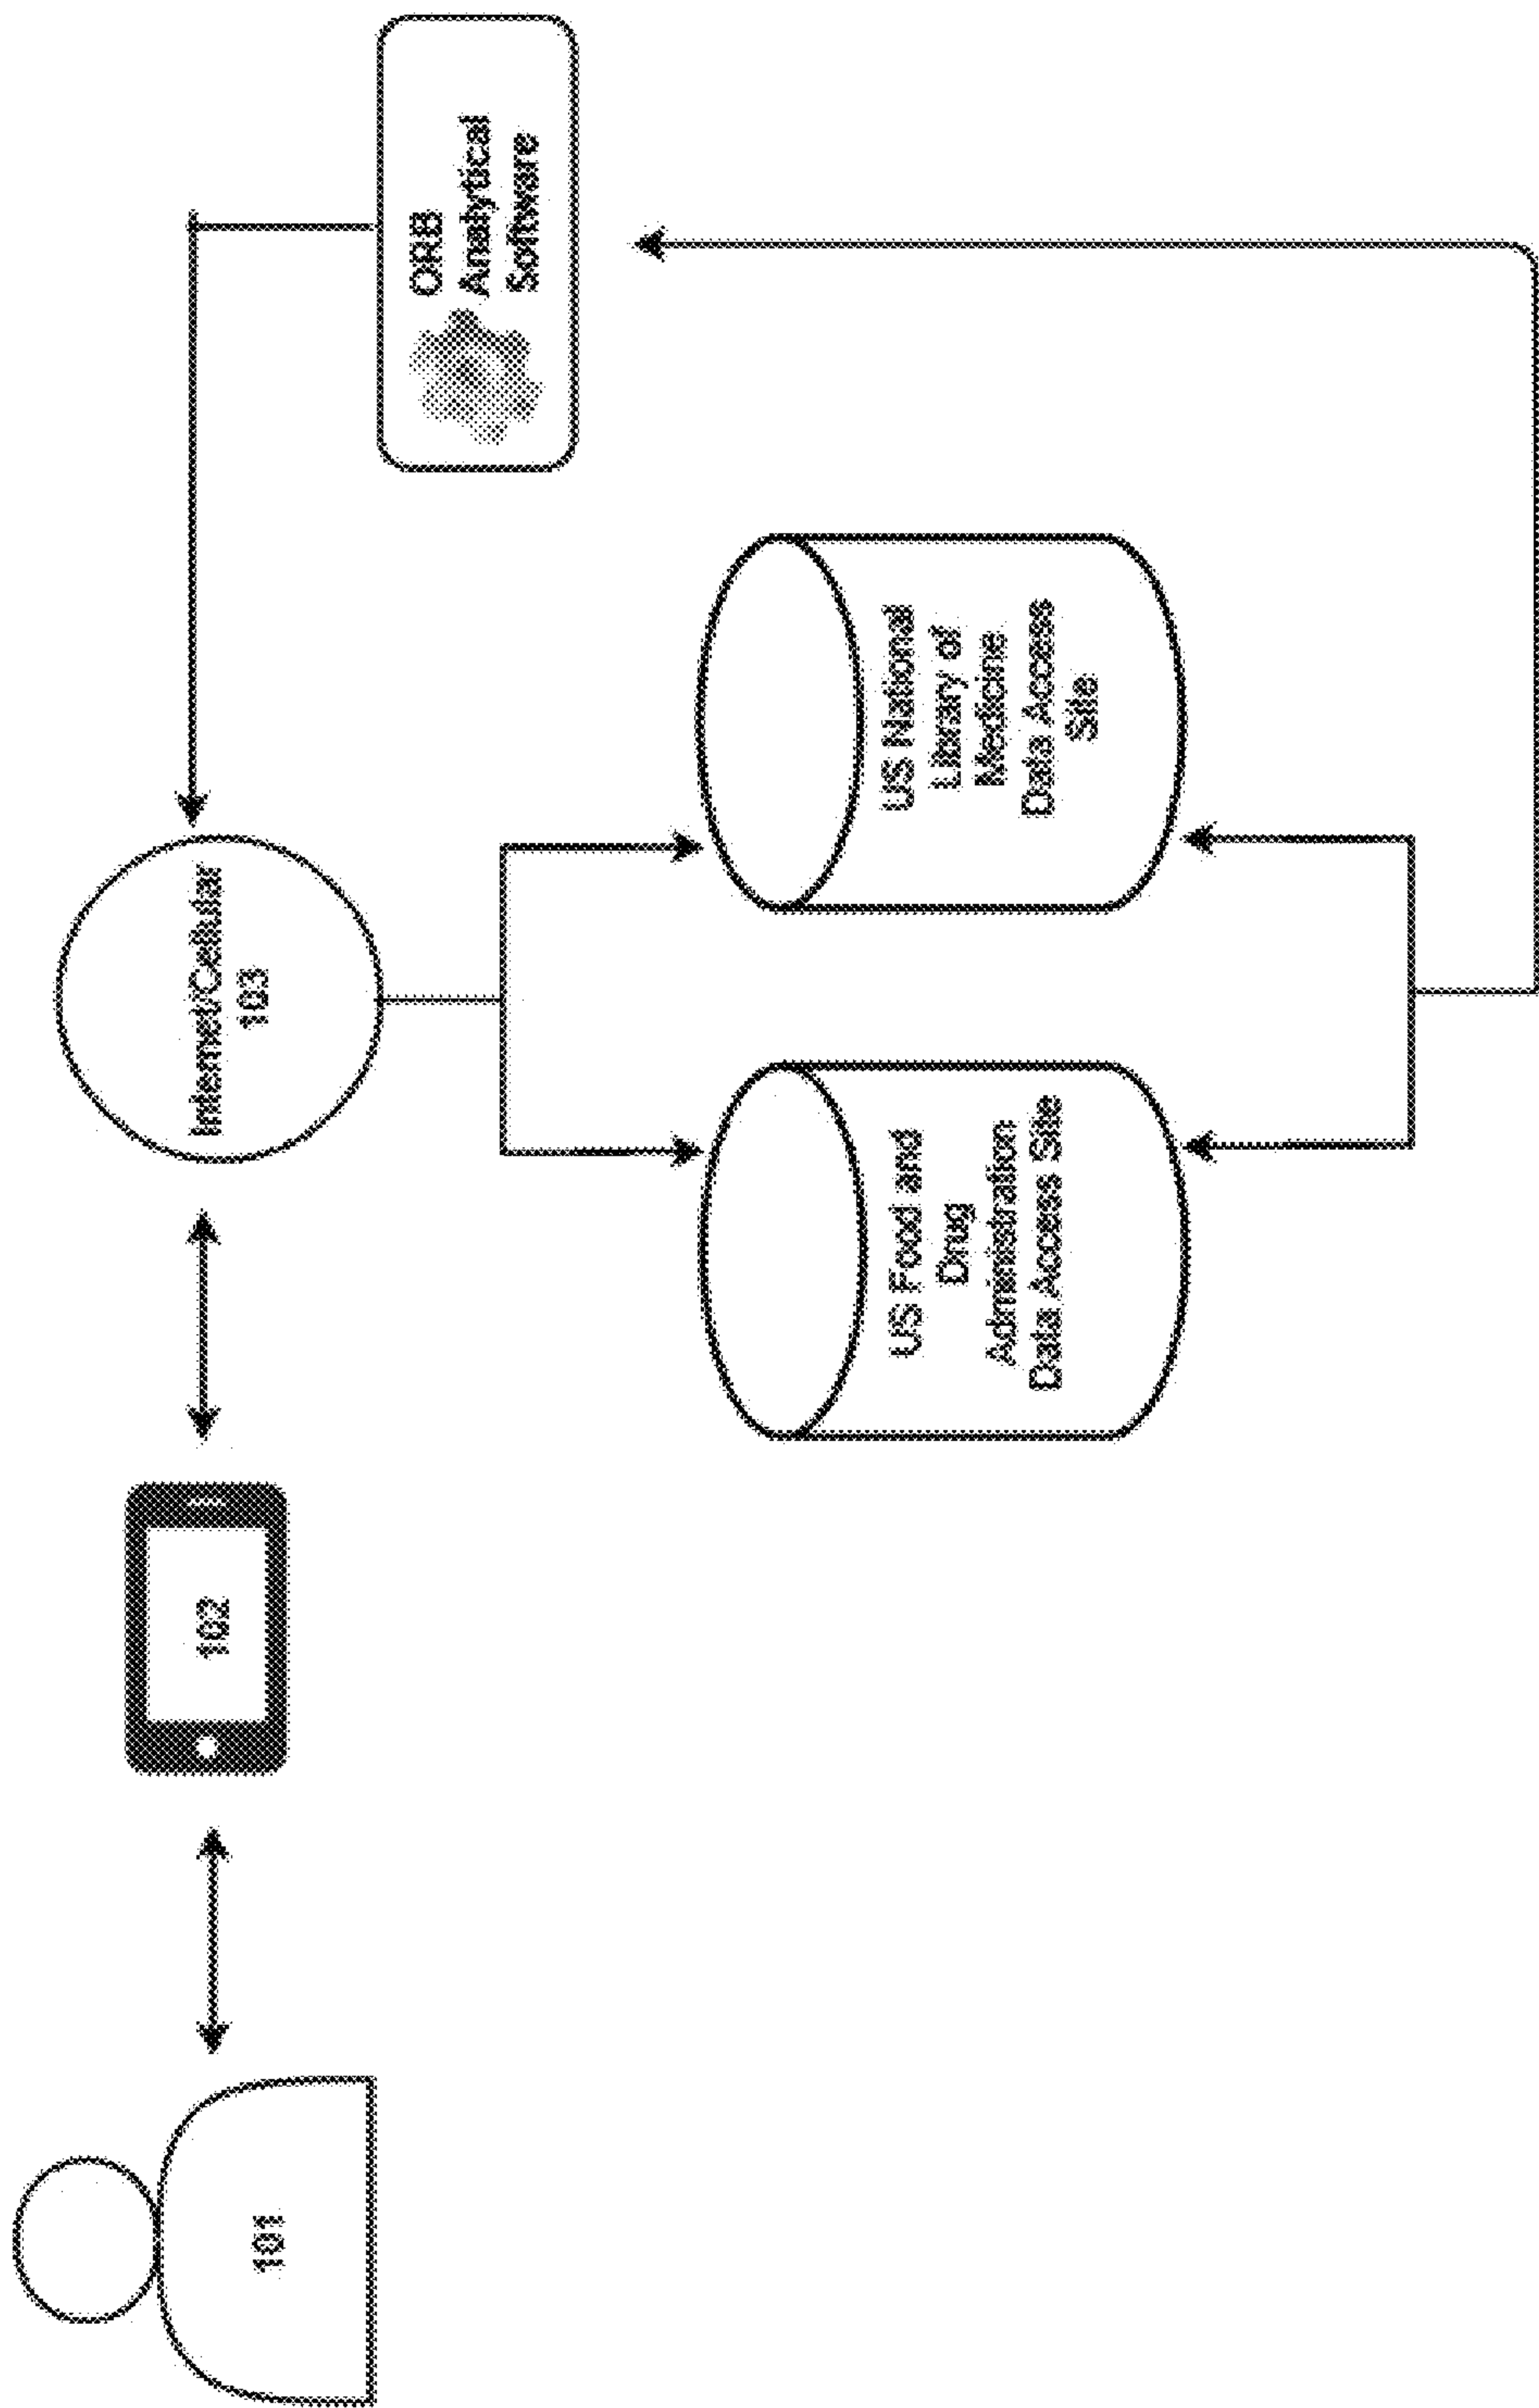 101
102
Internet/Cellular
103
ORB
Analytical
Software
US Food and
Drug
Administration
Data Access Site
US National
Library of
Medicine
Data Access
Site